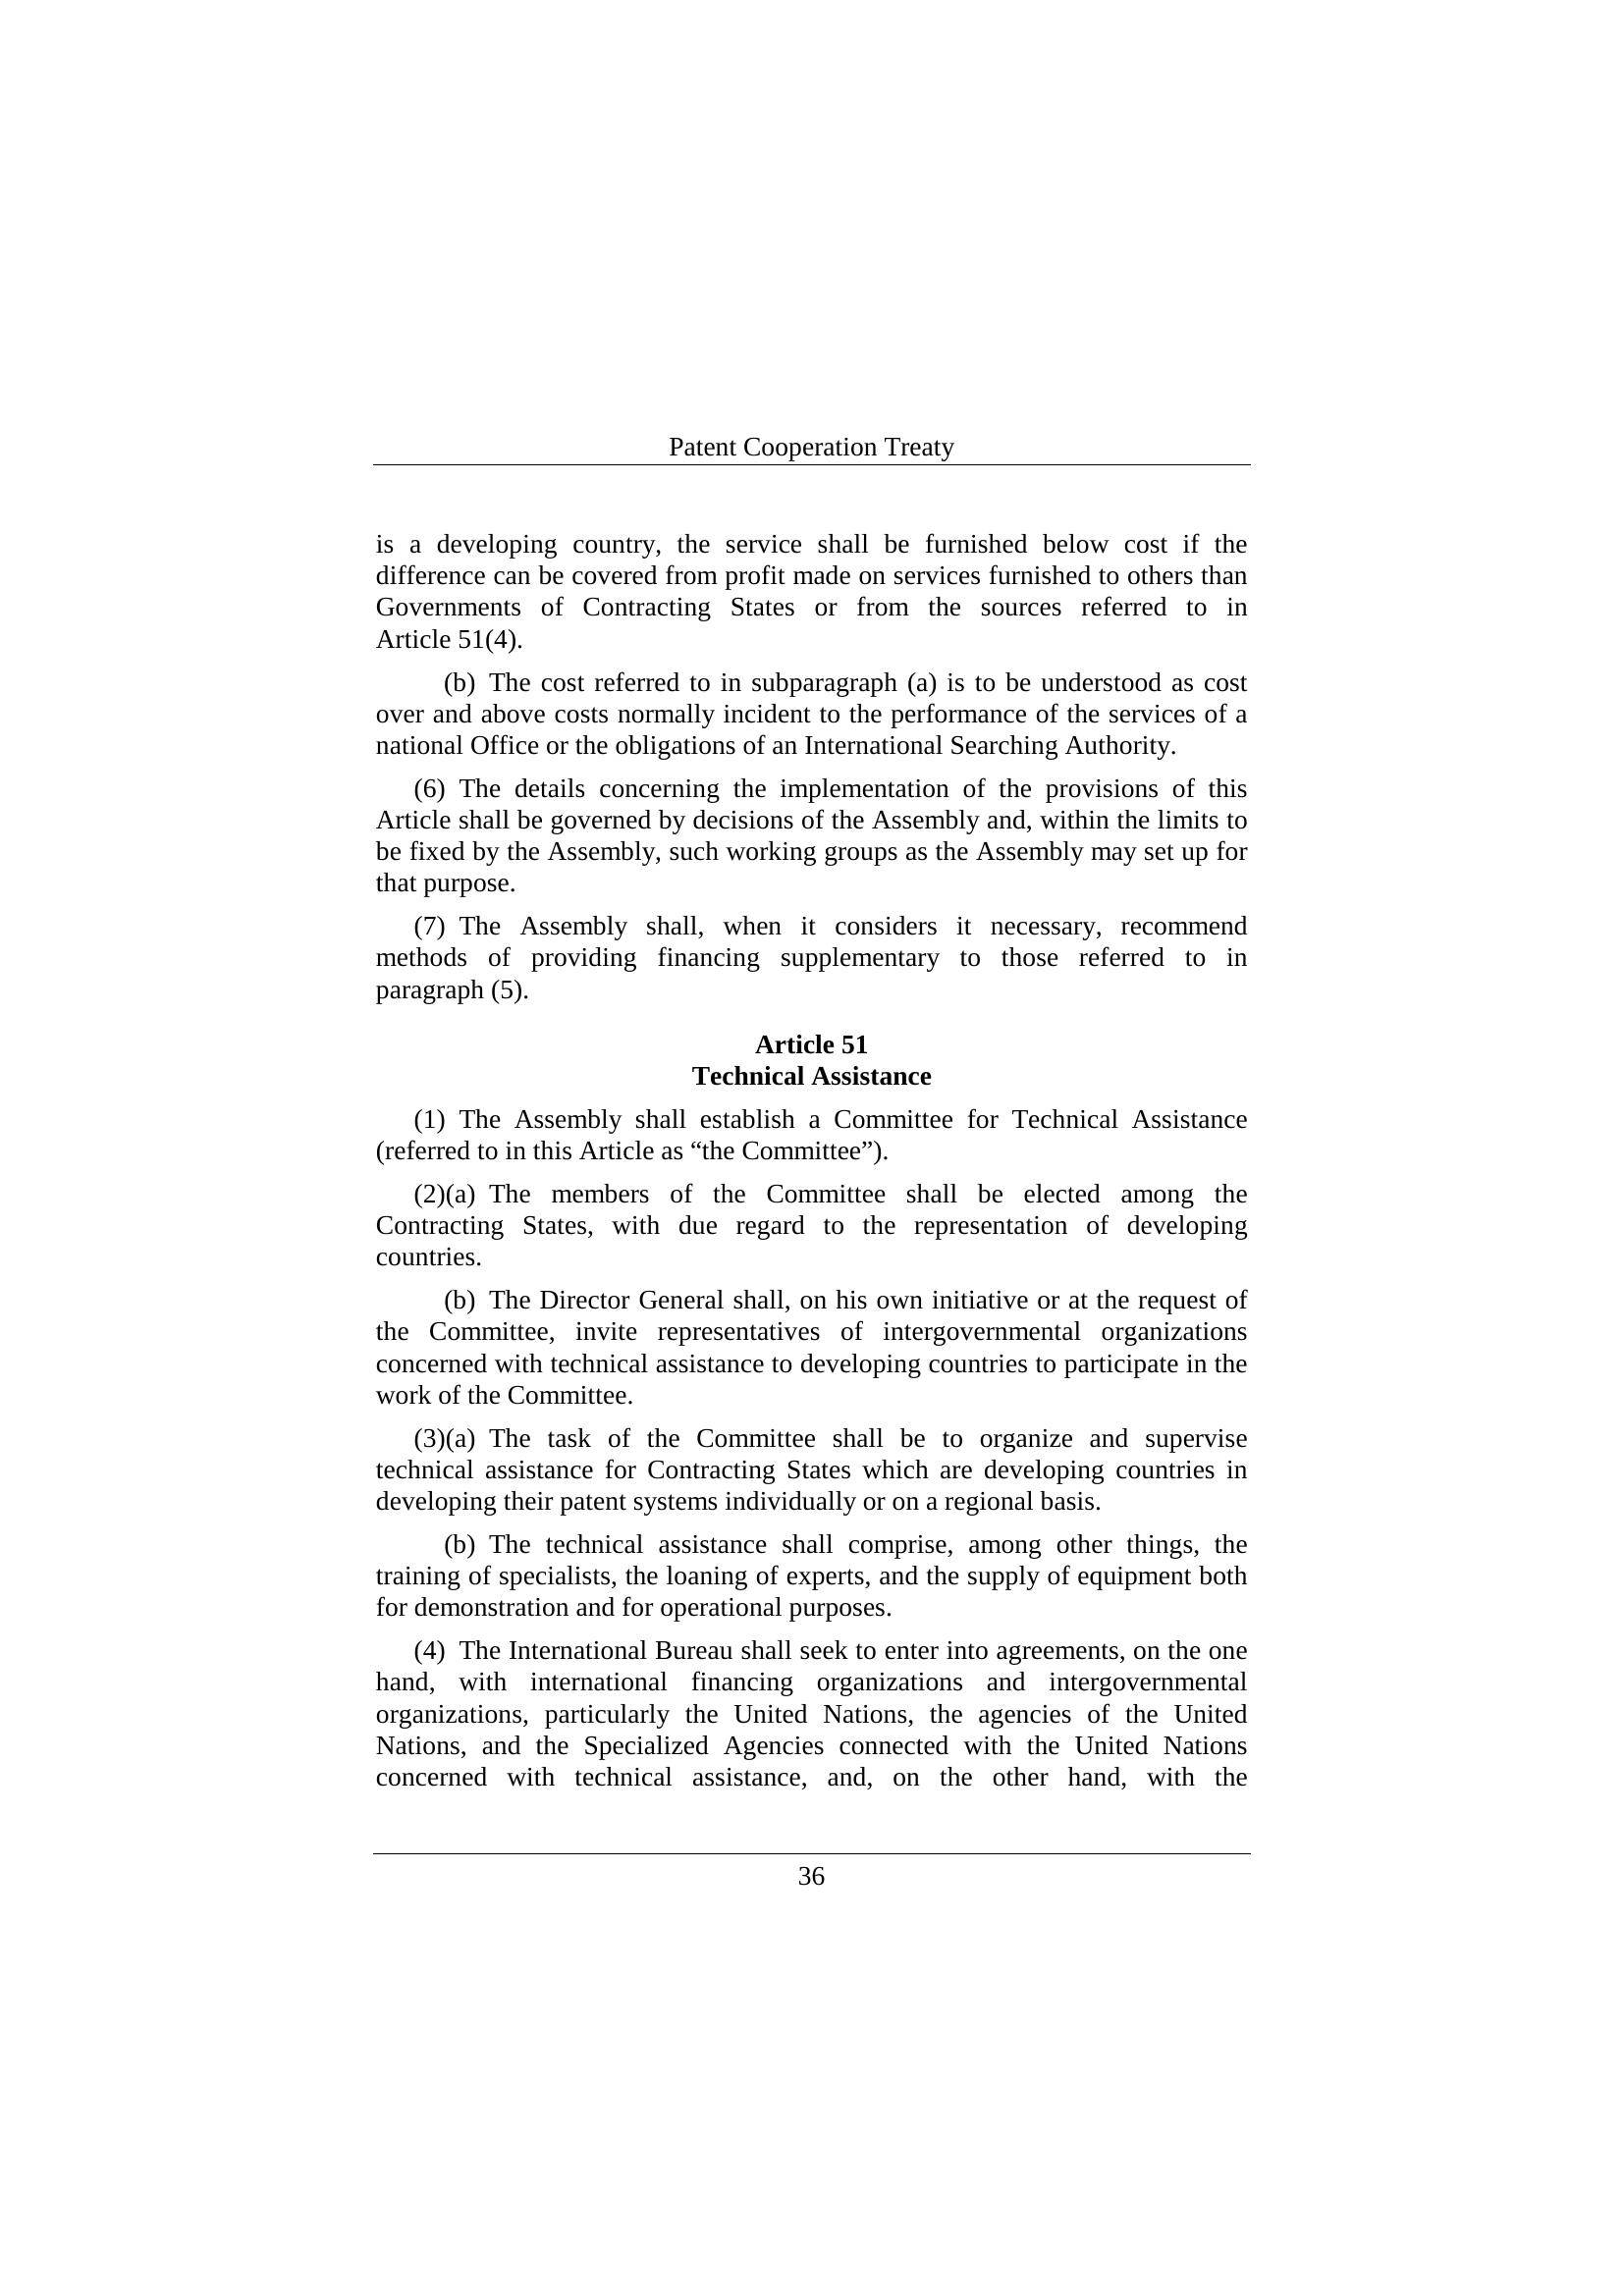 Patent Cooperation Treaty
is a developing country, the service shall be furnished below cost if the
difference can be covered from profit made on services furnished to others than
Governments of Contracting States or from the sources referred to in
Article 51(4).
(b) The cost referred to in subparagraph (a) is to be understood as cost
over and above costs normally incident to the performance of the services of a
national Office or the obligations of an International Searching Authority.
(6) The details concerning the implementation of the provisions of this
Article shall be governed by decisions of the Assembly and, within the limits to
be fixed by the Assembly, such working groups as the Assembly may set up for
that purpose.
(7) The Assembly shall, when it considers it necessary, recommend
methods of providing financing supplementary to those referred to in
paragraph (5).
Article 51
Technical Assistance
(1) The Assembly shall establish a Committee for Technical Assistance
(referred to in this Article as “the Committee”).
(2)(a) The members of the Committee shall be elected among the
Contracting States, with due regard to the representation of developing
countries.
(b) The Director General shall, on his own initiative or at the request of
the Committee, invite representatives of intergovernmental organizations
concerned with technical assistance to developing countries to participate in the
work of the Committee.
(3)(a) The task of the Committee shall be to organize and supervise
technical assistance for Contracting States which are developing countries in
developing their patent systems individually or on a regional basis.
(b) The technical assistance shall comprise, among other things, the
training of specialists, the loaning of experts, and the supply of equipment both
for demonstration and for operational purposes.
(4) The International Bureau shall seek to enter into agreements, on the one
hand, with international financing organizations and intergovernmental
organizations, particularly the United Nations, the agencies of the United
Nations, and the Specialized Agencies connected with the United Nations
concerned with technical assistance, and, on the other hand, with the
36